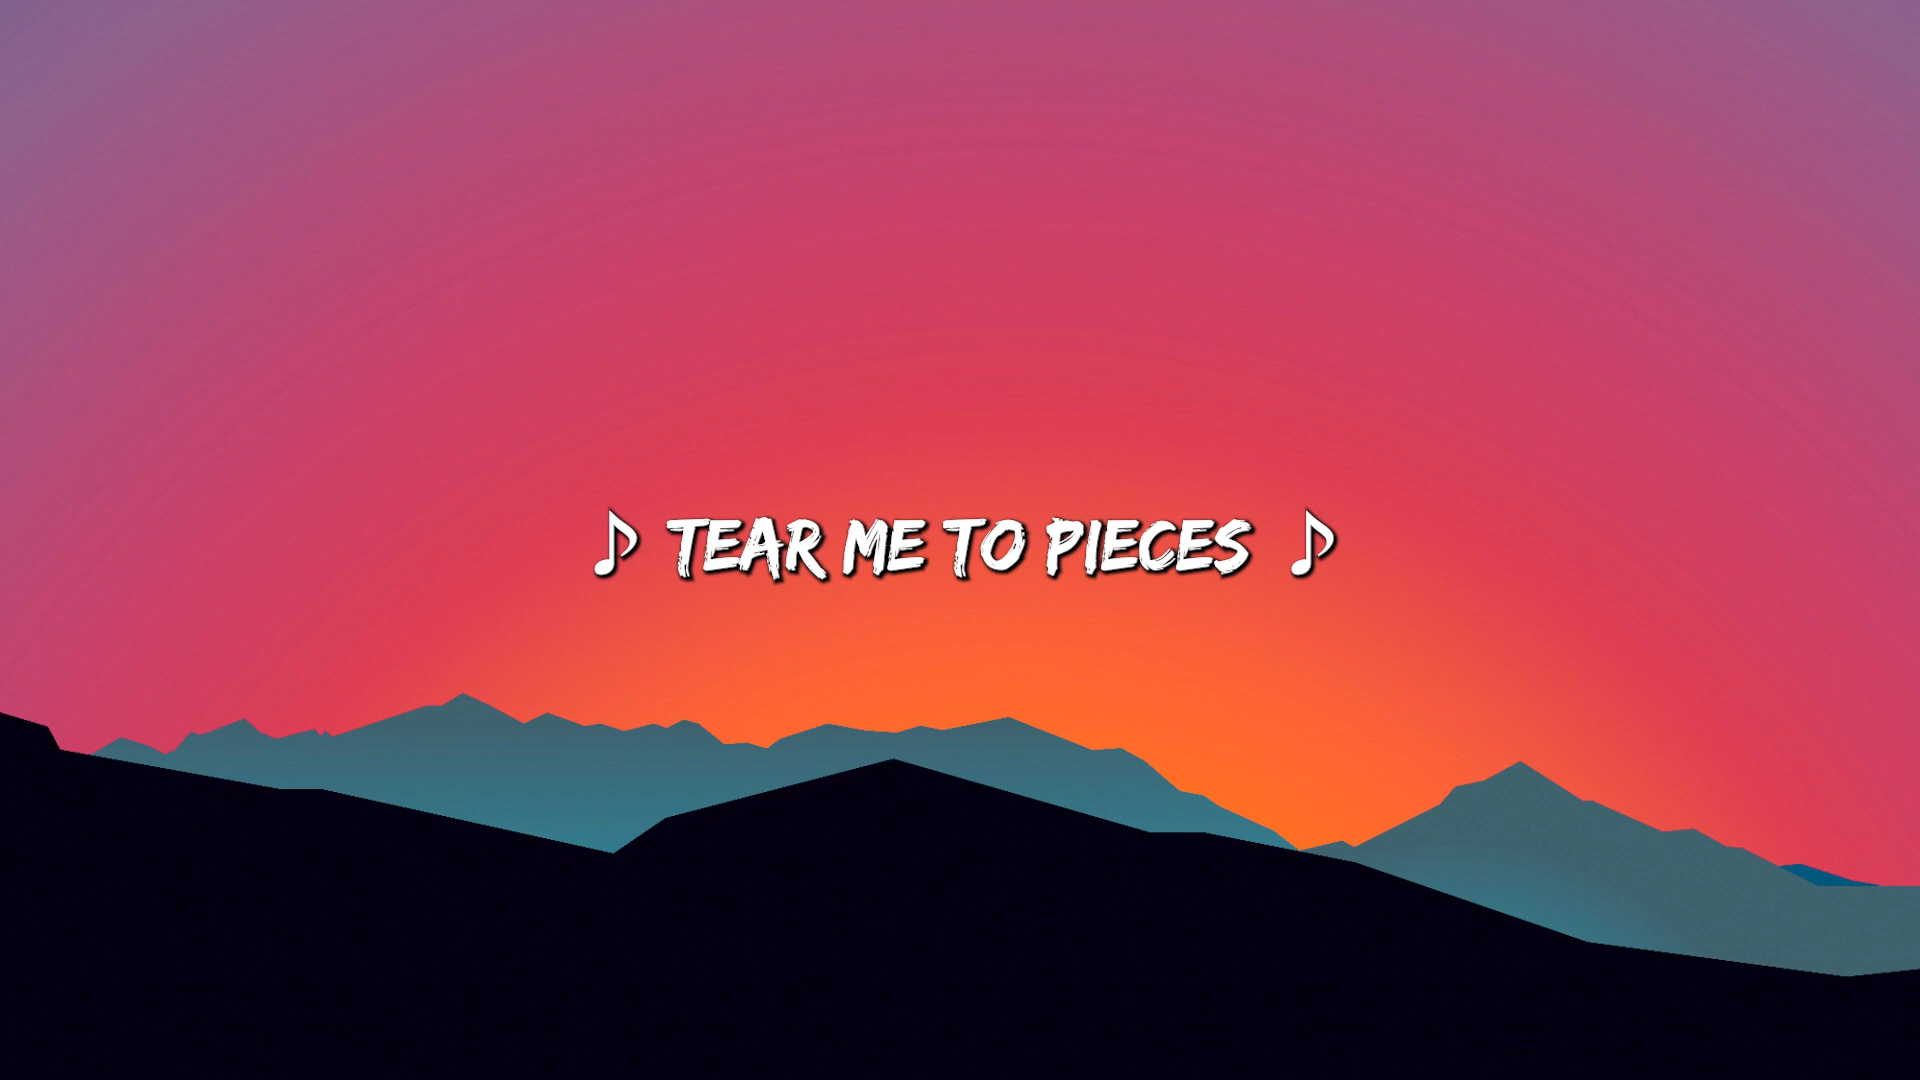 ♪ TEAR ME TO PIECES ♪